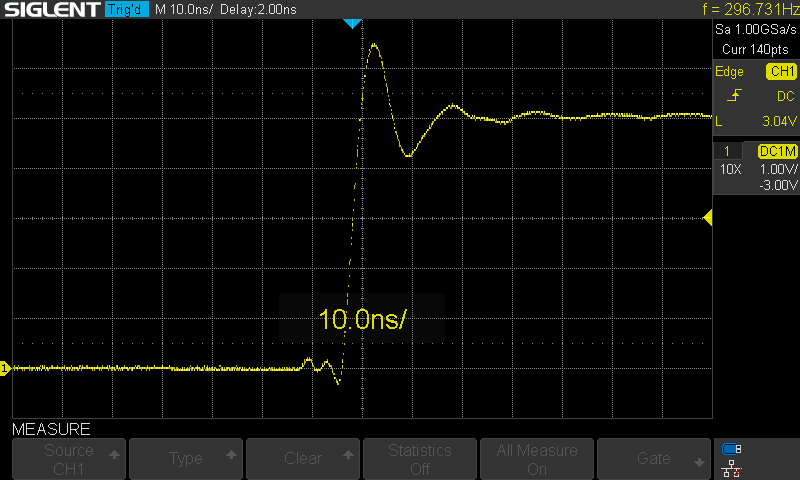 SIGLENT Trig'd M 10.0ns/ Delay:2.00ns f = 296.731Hz
Sa 1.00GSa/s
Curr 140pts
Edge CH1
DC
L 3.04V
1 DC1M
10X 1.00V/
-3.00V
10.0ns/
1
MEASURE
Source CH1
Type
Clear
Statistics Off
All Measure On
Gate